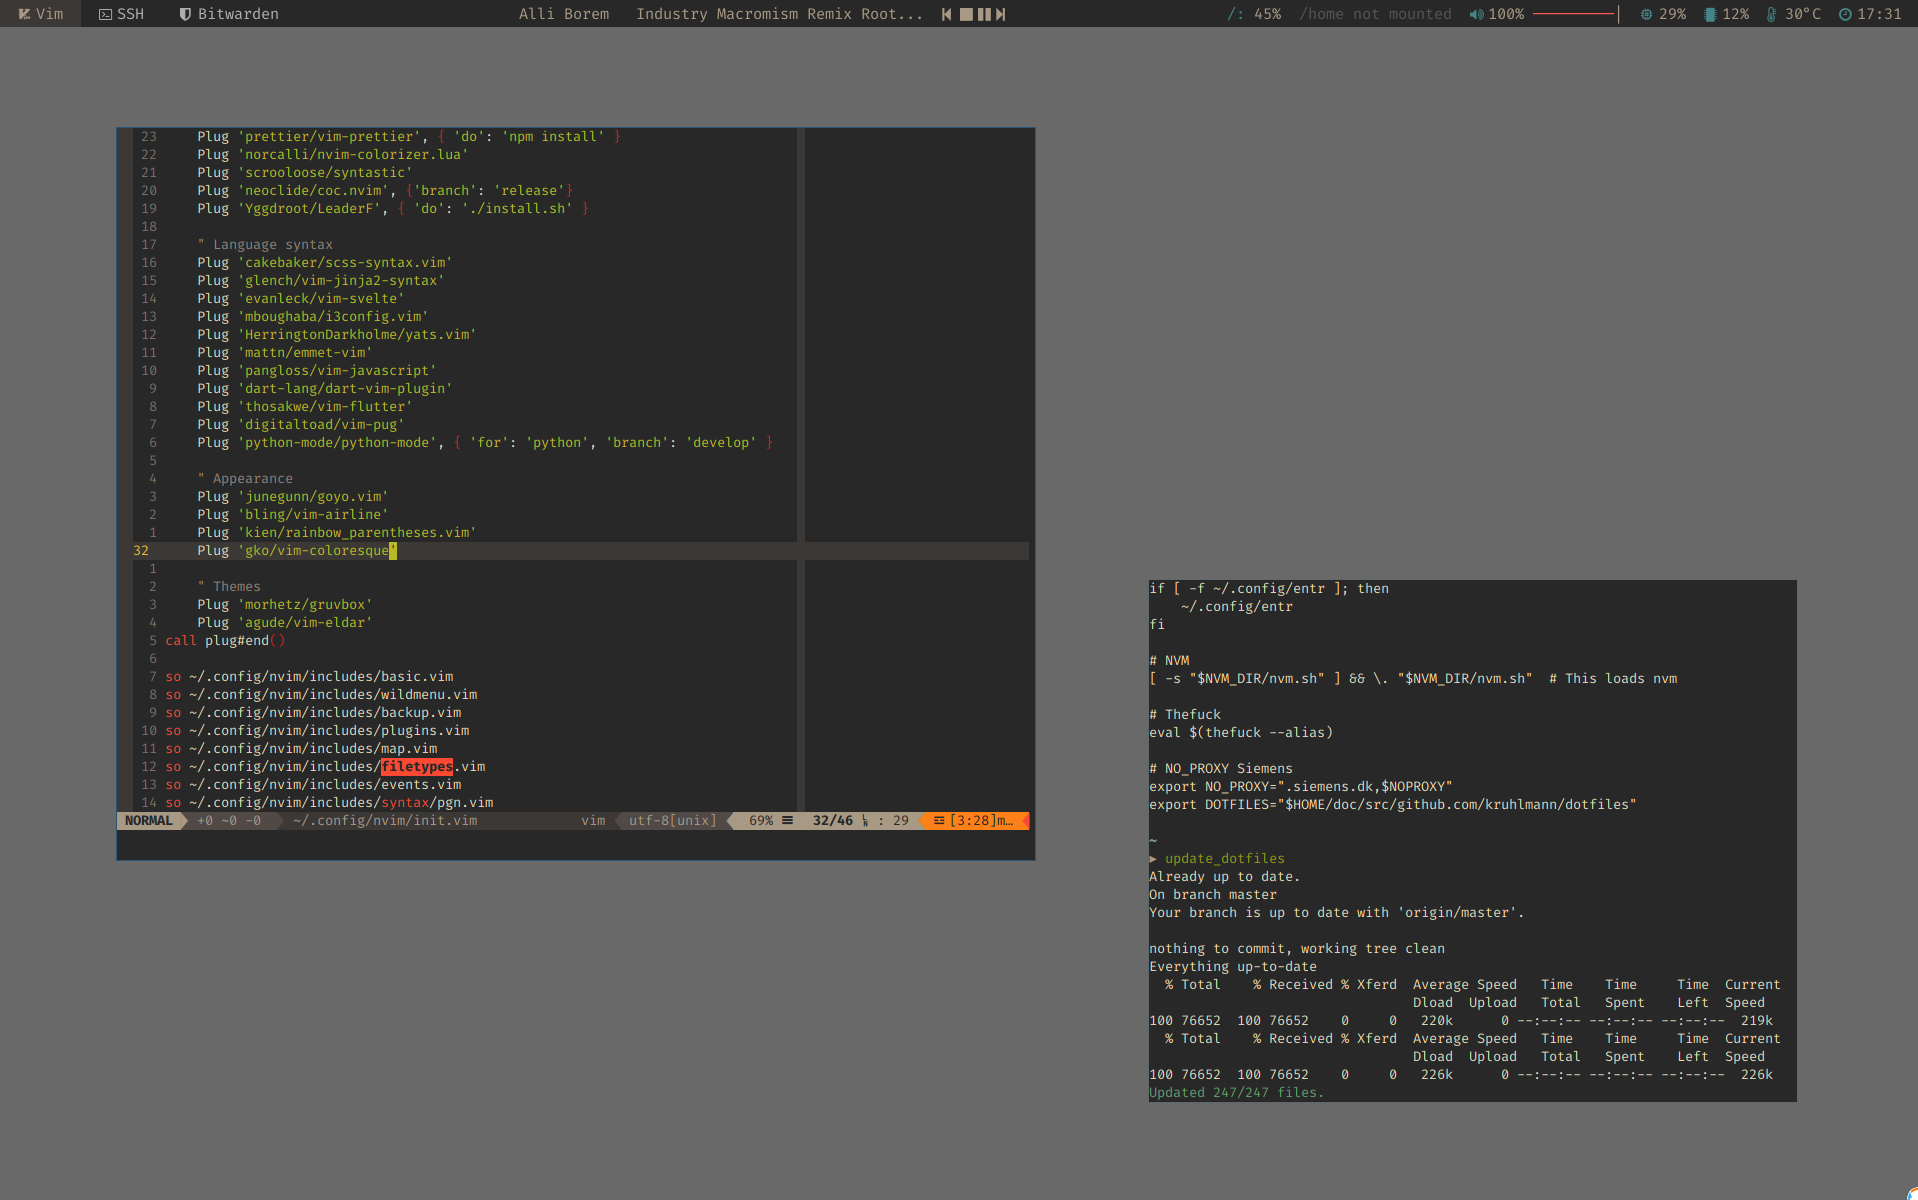 Vim SSH Bitwarden Alli Borem Industry Macromism Remix Root... /: 45% /home not mounted 100% 29% 12% 30°C 17:31
23 Plug 'prettier/vim-prettier', { 'do': 'npm install' }
22 Plug 'norcalli/nvim-colorizer.lua'
21 Plug 'scrooloose/syntastic'
20 Plug 'neoclide/coc.nvim', {'branch': 'release'}
19 Plug 'Yggdroot/LeaderF', { 'do': './install.sh' }
18
17 " Language syntax
16 Plug 'cakebaker/scss-syntax.vim'
15 Plug 'glench/vim-jinja2-syntax'
14 Plug 'evanleck/vim-svelte'
13 Plug 'mboughaba/i3config.vim'
12 Plug 'HerringtonDarkholme/yats.vim'
11 Plug 'mattn/emmet-vim'
10 Plug 'pangloss/vim-javascript'
9 Plug 'dart-lang/dart-vim-plugin'
8 Plug 'thosakwe/vim-flutter'
7 Plug 'digitaltoad/vim-pug'
6 Plug 'python-mode/python-mode', { 'for': 'python', 'branch': 'develop' }
5
4 " Appearance
3 Plug 'junegunn/goyo.vim'
2 Plug 'bling/vim-airline'
1 Plug 'kien/rainbow_parentheses.vim'
32 Plug 'gko/vim-coloresque'
1
2 " Themes
3 Plug 'morhetz/gruvbox'
4 Plug 'agude/vim-eldar'
5 call plug#end()
6
7 so ~/.config/nvim/includes/basic.vim
8 so ~/.config/nvim/includes/wildmenu.vim
9 so ~/.config/nvim/includes/backup.vim
10 so ~/.config/nvim/includes/plugins.vim
11 so ~/.config/nvim/includes/map.vim
12 so ~/.config/nvim/includes/filetypes.vim
13 so ~/.config/nvim/includes/events.vim
14 so ~/.config/nvim/includes/syntax/pgn.vim
NORMAL +0 ~0 -0 ~/.config/nvim/init.vim vim utf-8[unix] 69% ☰ 32/46 ㏑ : 29 ☲ [3:28]m…
if [ -f ~/.config/entr ]; then
~/.config/entr
fi
# NVM
[ -s "$NVM_DIR/nvm.sh" ] && \. "$NVM_DIR/nvm.sh" # This loads nvm
# Thefuck
eval $(thefuck --alias)
# NO_PROXY Siemens
export NO_PROXY=".siemens.dk,$NOPROXY"
export DOTFILES="$HOME/doc/src/github.com/kruhlmann/dotfiles"
~
▶ update_dotfiles
Already up to date.
On branch master
Your branch is up to date with 'origin/master'.
nothing to commit, working tree clean
Everything up-to-date
% Total % Received % Xferd Average Speed Time Time Time Current
Dload Upload Total Spent Left Speed
100 76652 100 76652 0 0 220k 0 --:--:-- --:--:-- --:--:-- 219k
% Total % Received % Xferd Average Speed Time Time Time Current
Dload Upload Total Spent Left Speed
100 76652 100 76652 0 0 226k 0 --:--:-- --:--:-- --:--:-- 226k
Updated 247/247 files.